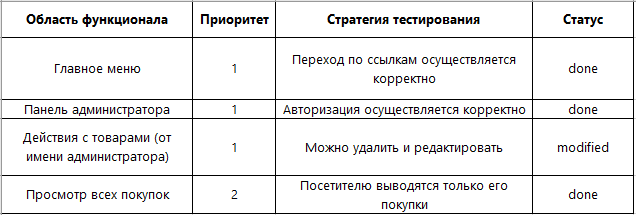 Область функционала Приоритет Стратегия тестирования Статус
Главное меню 1 Переход по ссылкам осуществляется корректно done
Панель администратора 1 Авторизация осуществляется корректно done
Действия с товарами (от имени администратора) 1 Можно удалить и редактировать modified
Просмотр всех покупок 2 Посетителю выводятся только его покупки done